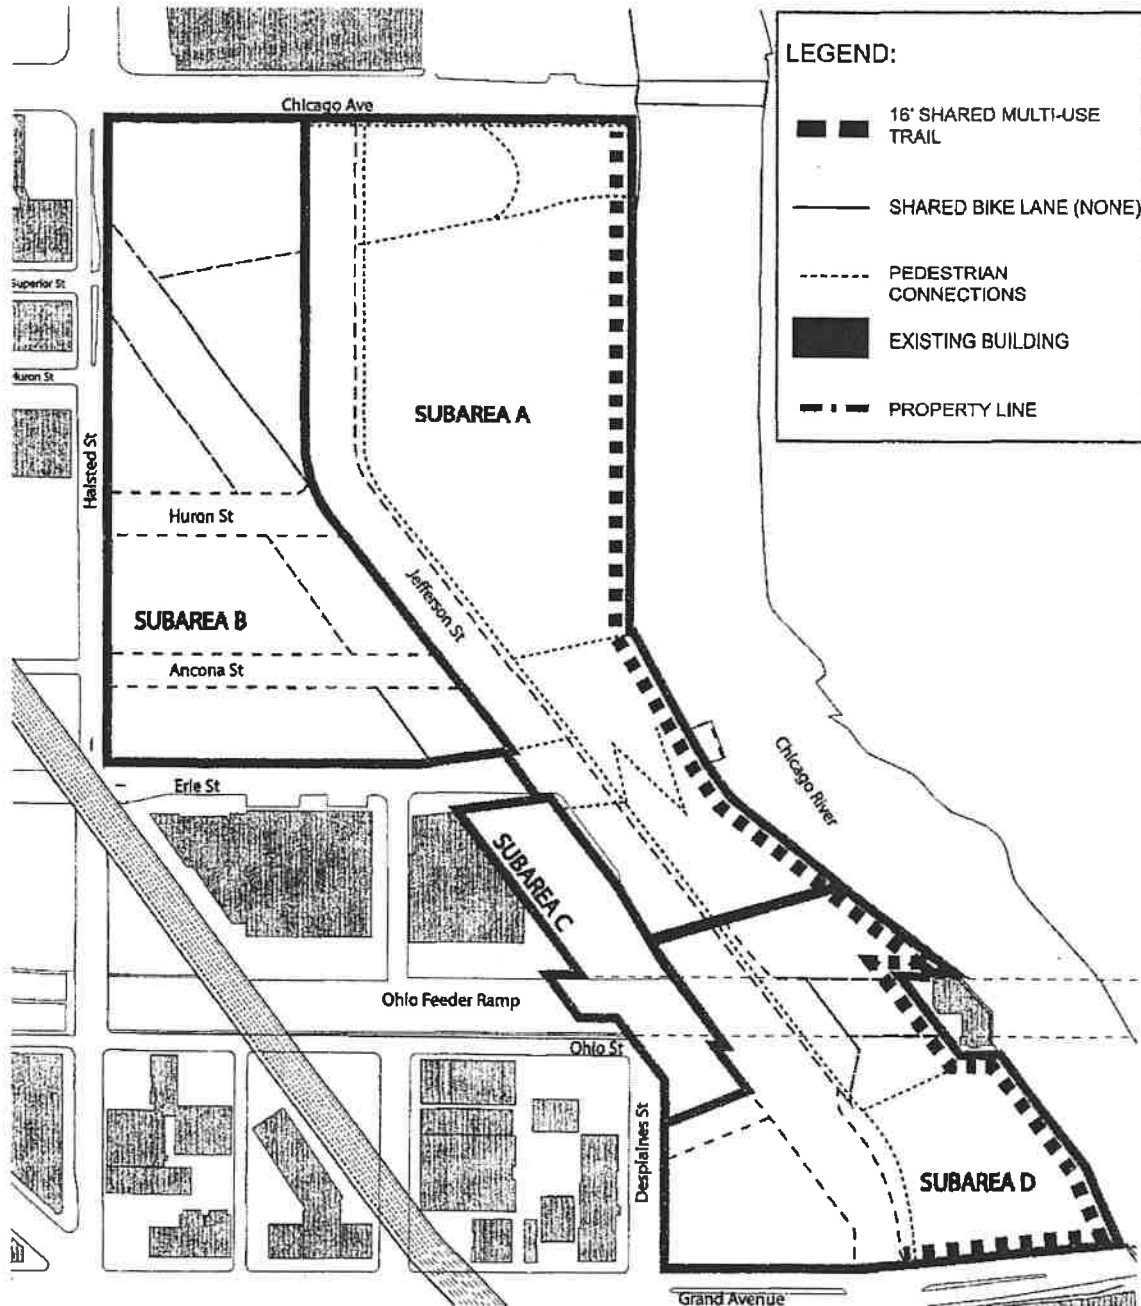 LEGEND:
16' SHARED MULTI-USE
TRAIL
SHARED BIKE LANE (NONE)
PEDESTRIAN
CONNECTIONS
EXISTING BUILDING
PROPERTY LINE
Chicago Ave
Superior St
Huron St
Halsted St
SUBAREA A
Huron St
Jefferson St
SUBAREA B
Ancona St
Chicago River
Erie St
SUBAREA C
Ohio Feeder Ramp
Ohio St
Desplaines St
SUBAREA D
Grand Avenue